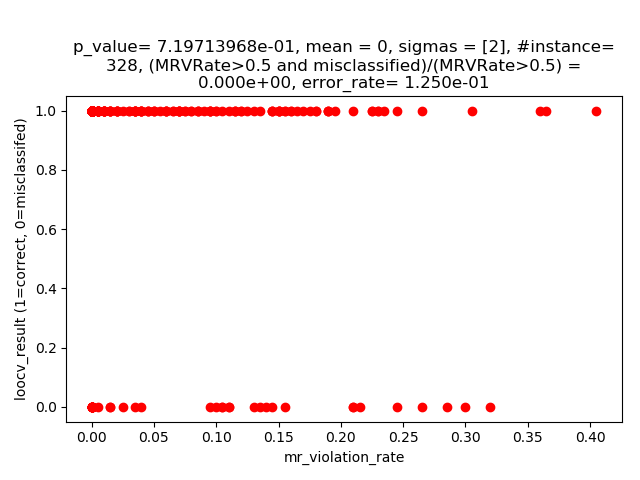 p_value= 7.19713968e-01, mean = 0, sigmas = [2], #instance=
328, (MRVRate>0.5 and misclassified)/(MRVRate>0.5) =
0.000e+00, error_rate= 1.250e-01
1.0
0.8
0.6
0.4
0.2
0.0
loocv_result (1=correct, 0=misclassifed)
0.00 0.05 0.10 0.15 0.20 0.25 0.30 0.35 0.40
mr_violation_rate